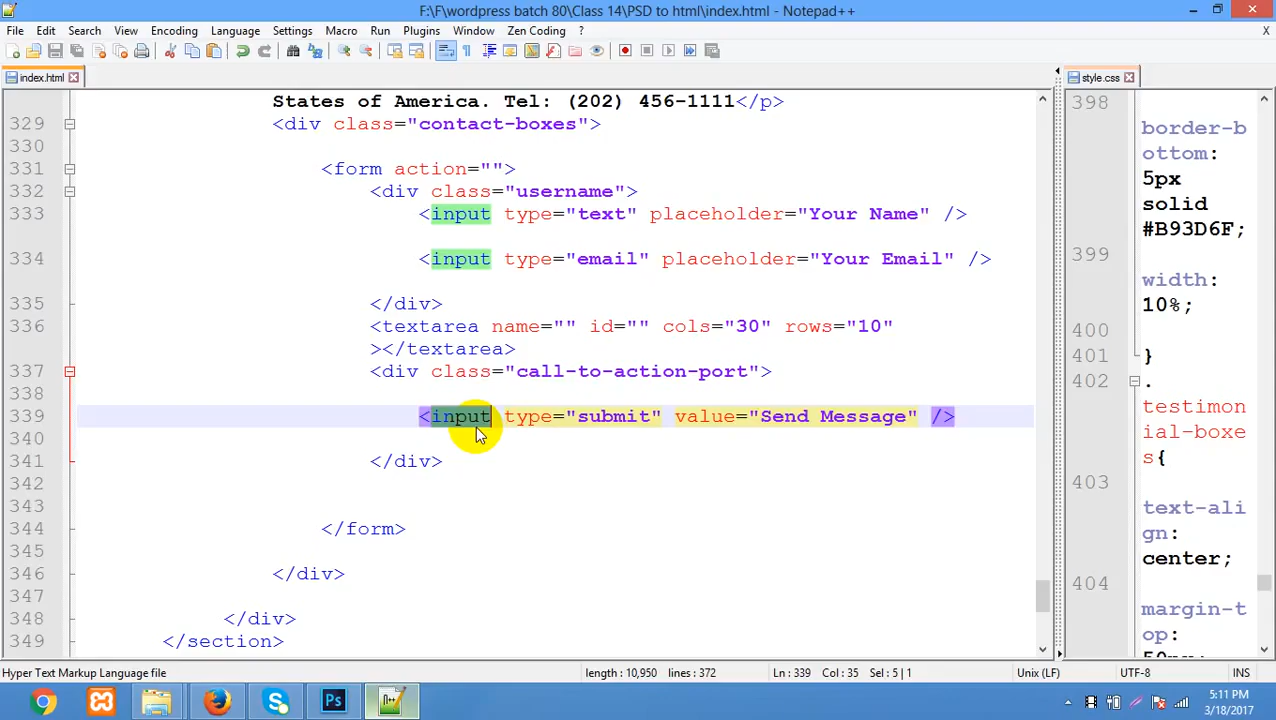 F:\F\wordpress batch 80\Class 14\PSD to html\index.html - Notepad++
File Edit Search View Encoding Language Settings Macro Run Plugins Window Zen Coding ? X
index.html
style.css
States of America. Tel: (202) 456-1111</p>
329 <div class="contact-boxes">
330
331 <form action="">
332 <div class="username">
333 <input type="text" placeholder="Your Name" />
334 <input type="email" placeholder="Your Email" />
335 </div>
336 <textarea name="" id="" cols="30" rows="10"
></textarea>
337 <div class="call-to-action-port">
338
339 <input type="submit" value="Send Message" />
340
341 </div>
342
343
344 </form>
345
346 </div>
347
348 </div>
349 </section>
398
border-b
ottom:
5px
solid
#B93D6F;
399
width:
10%;
400
401 }
402 .
testimon
ial-boxe
s{
403
text-ali
gn:
center;
404
margin-t
op:
50px;
Hyper Text Markup Language file length : 10,950 lines : 372 Ln : 339 Col : 35 Sel : 5 | 1 Unix (LF) UTF-8 INS
Ps
5:11 PM
3/18/2017